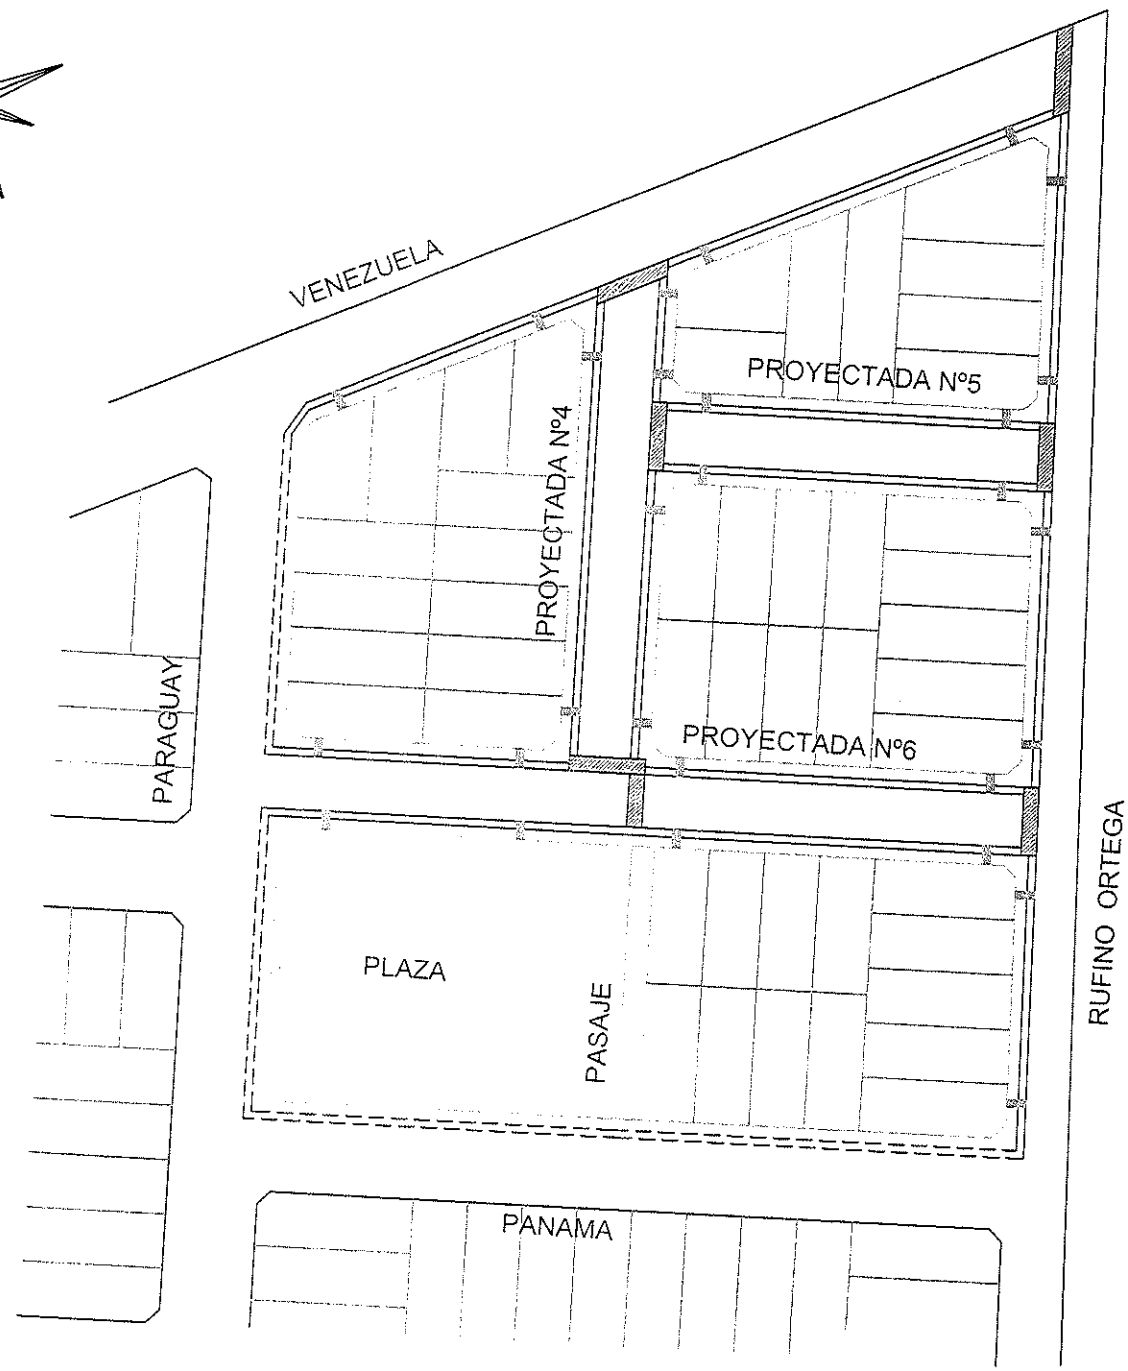 VENEZUELA
PROYECTADA Nº5
PROYECTADA Nº4
PARAGUAY
PROYECTADA Nº6
RUFINO ORTEGA
PLAZA
PASAJE
PANAMA